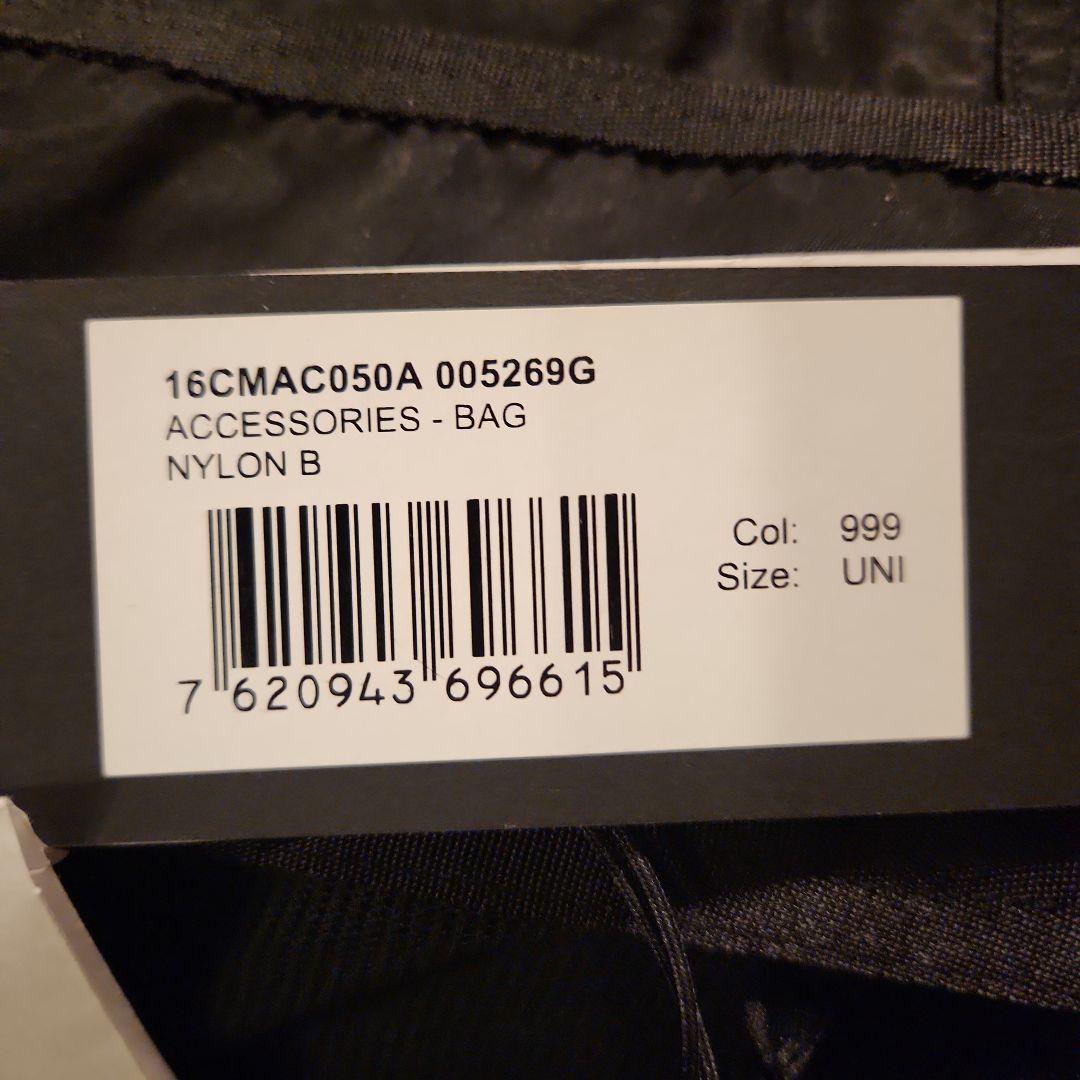 16CMAC050A 005269G
ACCESSORIES - BAG
NYLON B
Col: 999
Size: UNI
7 620943 696615